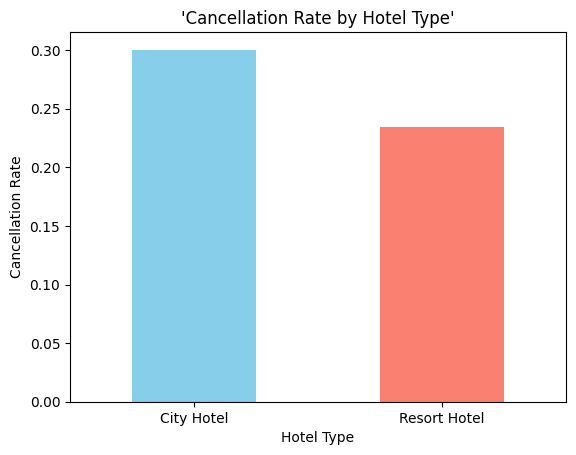 'Cancellation Rate by Hotel Type'
0.30
0.25
0.20
0.15
0.10
0.05
0.00
Cancellation Rate
City Hotel
Resort Hotel
Hotel Type